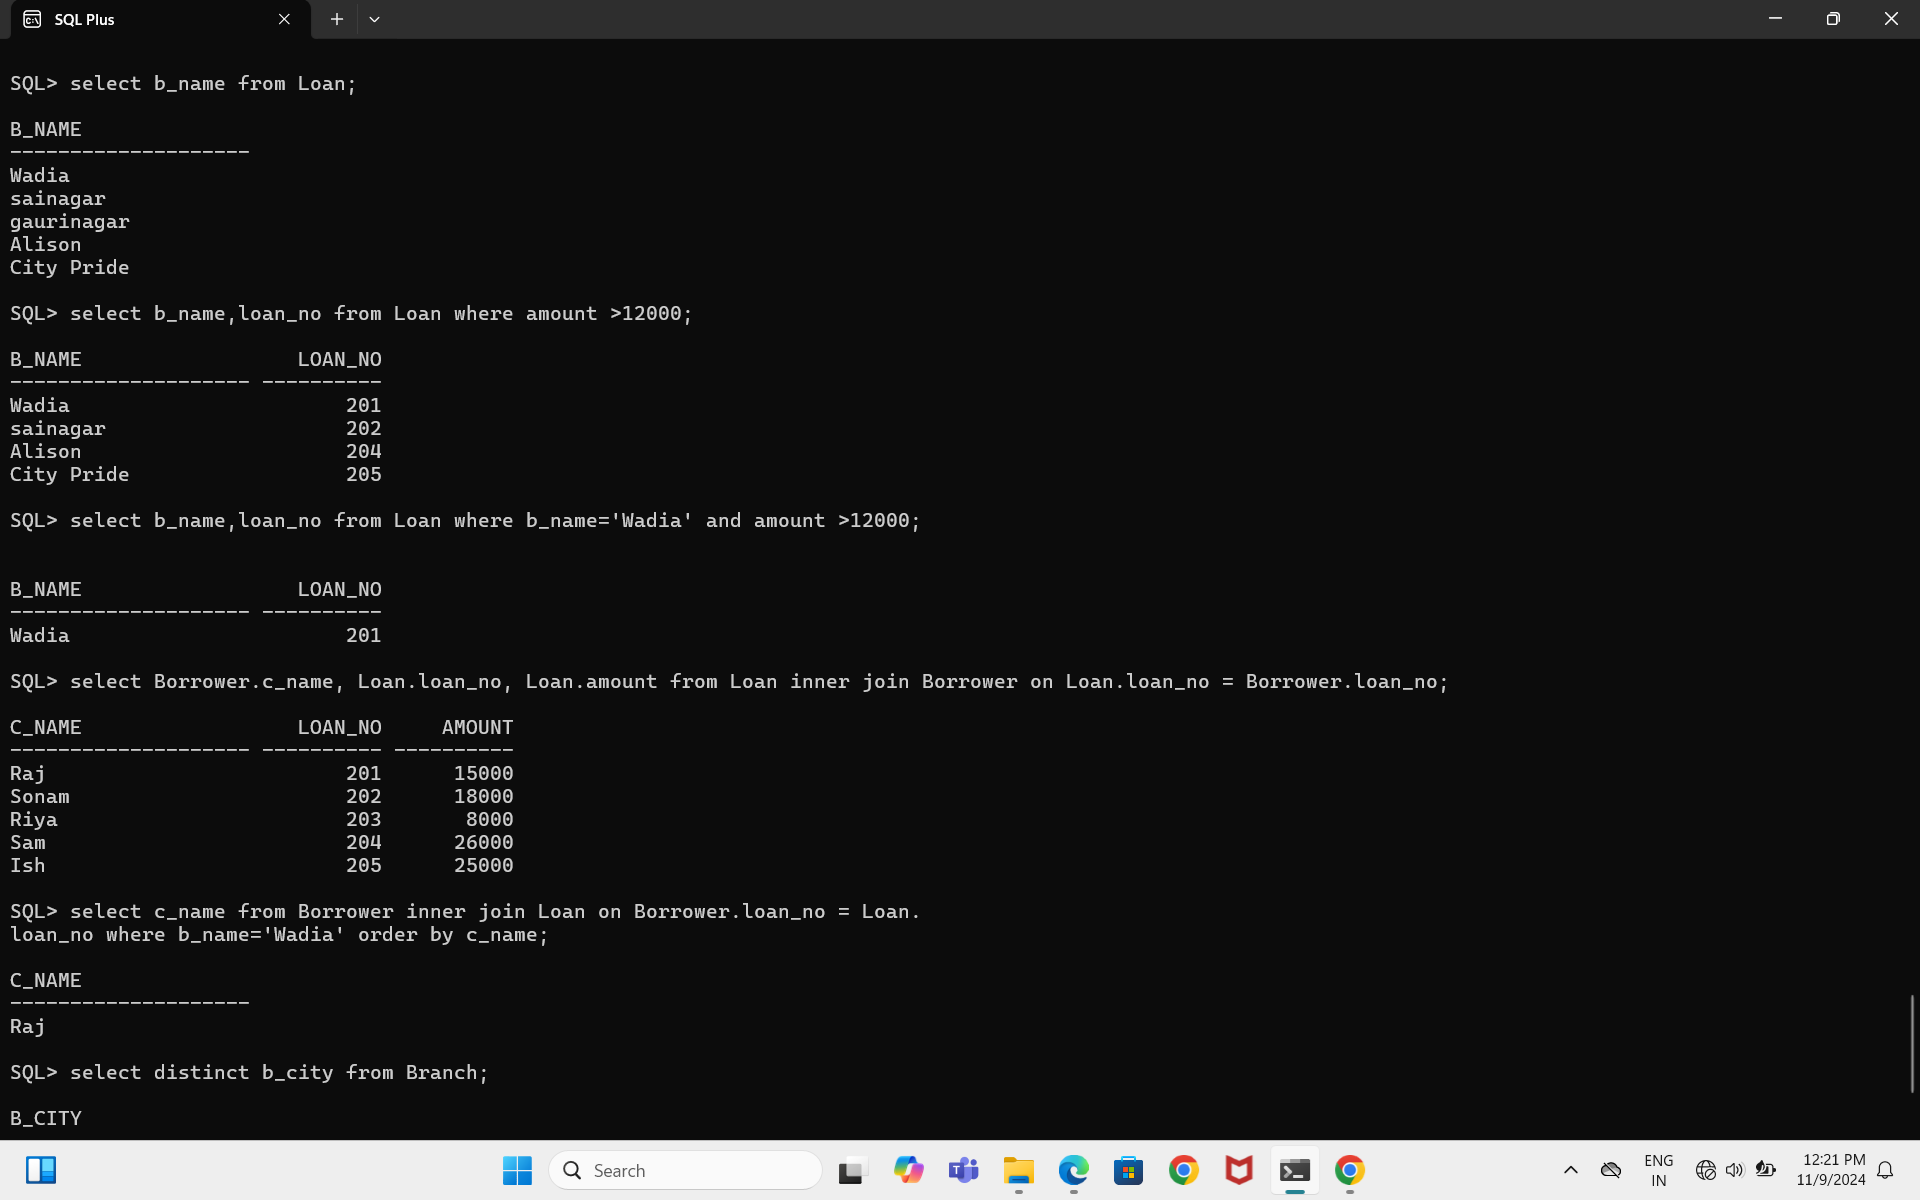 SQL Plus
SQL> select b_name from Loan;
B_NAME
--------------------
Wadia
sainagar
gaurinagar
Alison
City Pride
SQL> select b_name,loan_no from Loan where amount >12000;
B_NAME                  LOAN_NO
-------------------- ----------
Wadia                       201
sainagar                    202
Alison                      204
City Pride                  205
SQL> select b_name,loan_no from Loan where b_name='Wadia' and amount >12000;
B_NAME                  LOAN_NO
-------------------- ----------
Wadia                       201
SQL> select Borrower.c_name, Loan.loan_no, Loan.amount from Loan inner join Borrower on Loan.loan_no = Borrower.loan_no;
C_NAME                  LOAN_NO     AMOUNT
-------------------- ---------- ----------
Raj                         201      15000
Sonam                       202      18000
Riya                        203       8000
Sam                         204      26000
Ish                         205      25000
SQL> select c_name from Borrower inner join Loan on Borrower.loan_no = Loan.
loan_no where b_name='Wadia' order by c_name;
C_NAME
--------------------
Raj
SQL> select distinct b_city from Branch;
B_CITY
Search
ENG
IN
12:21 PM
11/9/2024